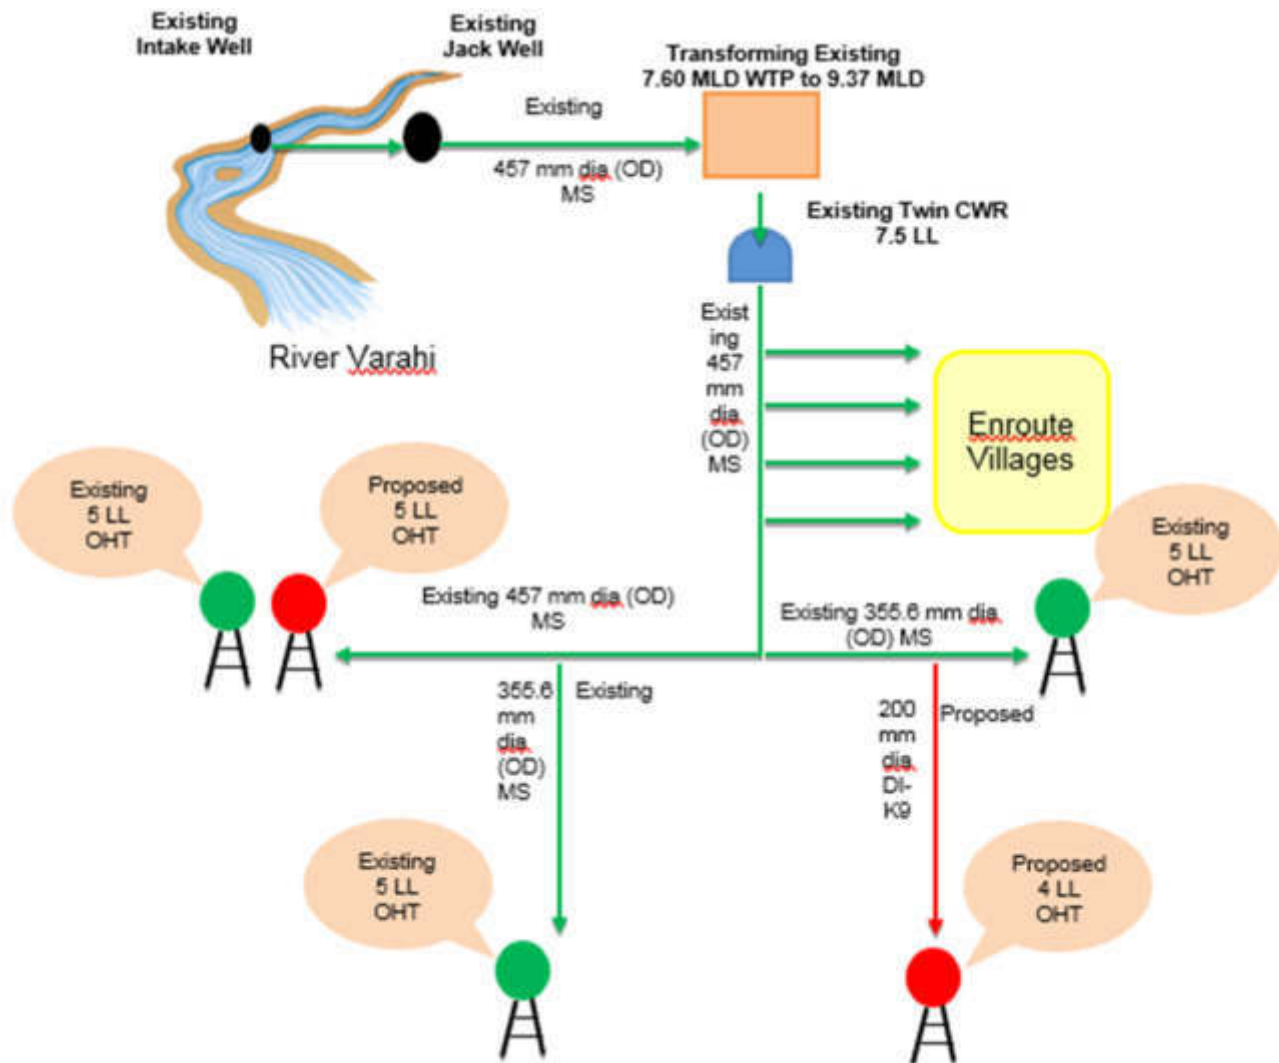 Existing
Intake Well
Existing
Jack Well
Transforming Existing
7.60 MLD WTP to 9.37 MLD
Existing
457 mm dia (OD)
MS
Existing Twin CWR
7.5 LL
River Varahi
Exist
ing
457
mm
dia
(OD)
MS
Enroute
Villages
Existing
5 LL
OHT
Proposed
5 LL
OHT
Existing
5 LL
OHT
Existing 457 mm dia (OD)
MS
Existing 355.6 mm dia
(OD) MS
355.6
mm
dia
(OD)
MS
Existing
200
mm
dia
DI-
K9
Proposed
Existing
5 LL
OHT
Proposed
4 LL
OHT